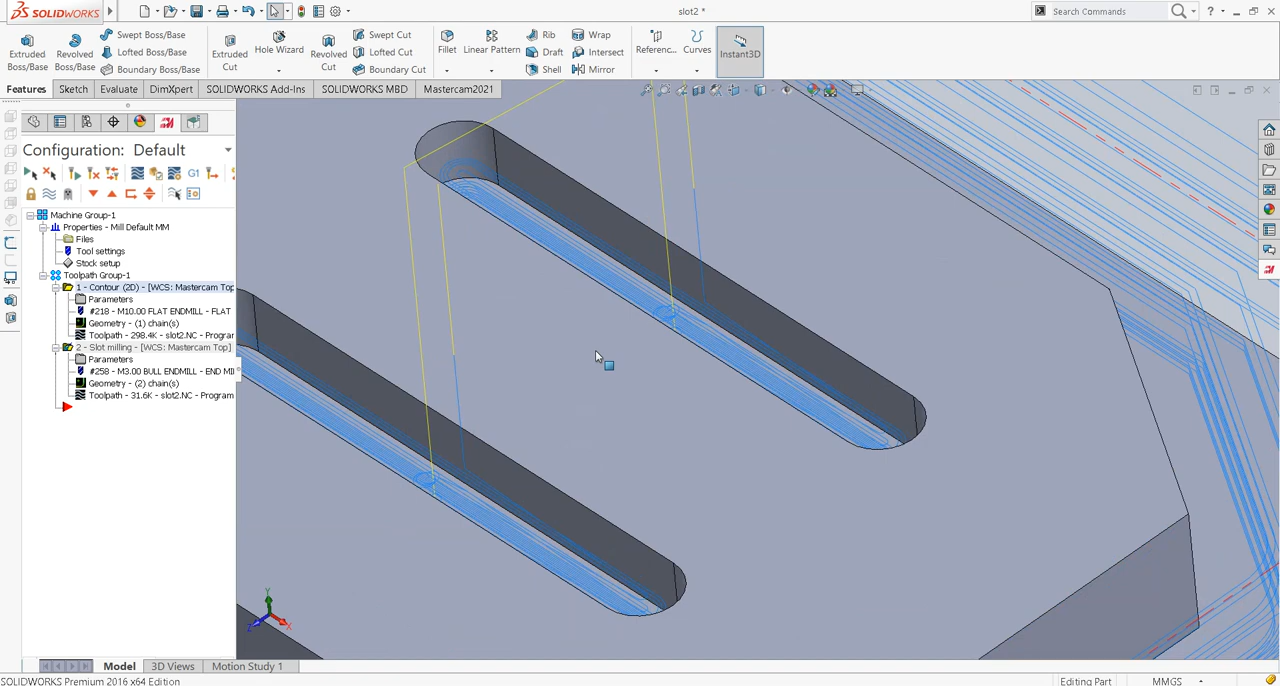 SOLIDWORKS
slot2 *
Search Commands
Extruded Boss/Base
Revolved Boss/Base
Swept Boss/Base
Lofted Boss/Base
Boundary Boss/Base
Extruded Cut
Hole Wizard
Revolved Cut
Swept Cut
Lofted Cut
Boundary Cut
Fillet
Linear Pattern
Rib
Draft
Shell
Wrap
Intersect
Mirror
Referenc...
Curves
Instant3D
Features
Sketch
Evaluate
DimXpert
SOLIDWORKS Add-Ins
SOLIDWORKS MBD
Mastercam2021
Configuration: Default
G1
Machine Group-1
Properties - Mill Default MM
Files
Tool settings
Stock setup
Toolpath Group-1
1 - Contour (2D) - [WCS: Mastercam Top
Parameters
#218 - M10.00 FLAT ENDMILL - FLAT
Geometry - (1) chain(s)
Toolpath - 298.4K - slot2.NC - Program
2 - Slot milling - [WCS: Mastercam Top]
Parameters
#258 - M3.00 BULL ENDMILL - END MI
Geometry - (2) chain(s)
Toolpath - 31.6K - slot2.NC - Program
Y
X
Z
Model
3D Views
Motion Study 1
SOLIDWORKS Premium 2016 x64 Edition
Editing Part
MMGS